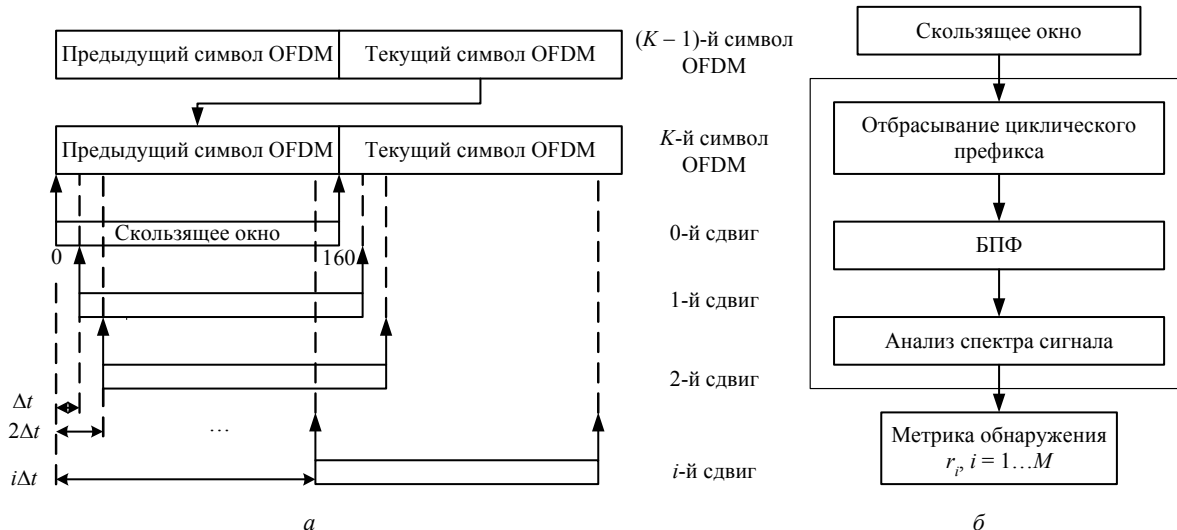 Предыдущий символ OFDM
Текущий символ OFDM
(K – 1)-й символ
OFDM
Предыдущий символ OFDM
Текущий символ OFDM
K-й символ
OFDM
Скользящее окно
0
160
0-й сдвиг
1-й сдвиг
2-й сдвиг
Δt
2Δt
…
iΔt
i-й сдвиг
а
Скользящее окно
Отбрасывание циклического
префикса
БПФ
Анализ спектра сигнала
Метрика обнаружения
rᵢ, i = 1…M
б